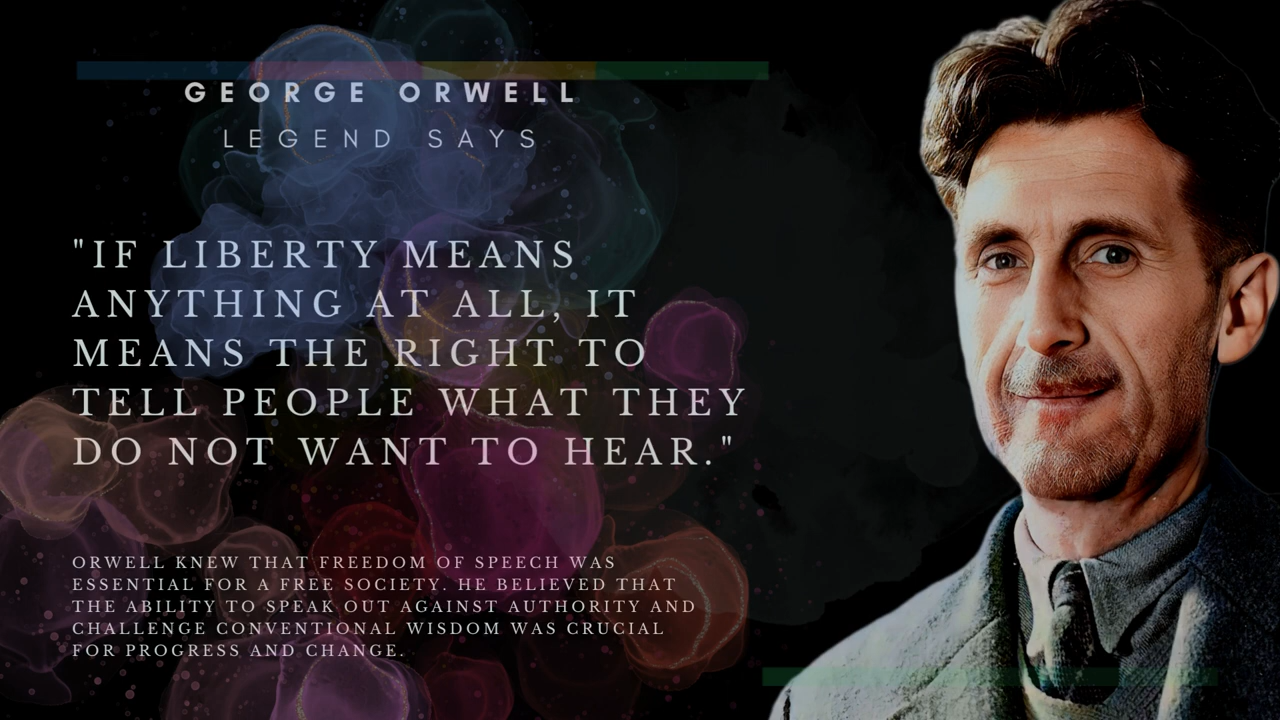 GEORGE ORWELL
LEGEND SAYS
"IF LIBERTY MEANS
ANYTHING AT ALL, IT
MEANS THE RIGHT TO
TELL PEOPLE WHAT THEY
DO NOT WANT TO HEAR."
ORWELL KNEW THAT FREEDOM OF SPEECH WAS
ESSENTIAL FOR A FREE SOCIETY. HE BELIEVED THAT
THE ABILITY TO SPEAK OUT AGAINST AUTHORITY AND
CHALLENGE CONVENTIONAL WISDOM WAS CRUCIAL
FOR PROGRESS AND CHANGE.